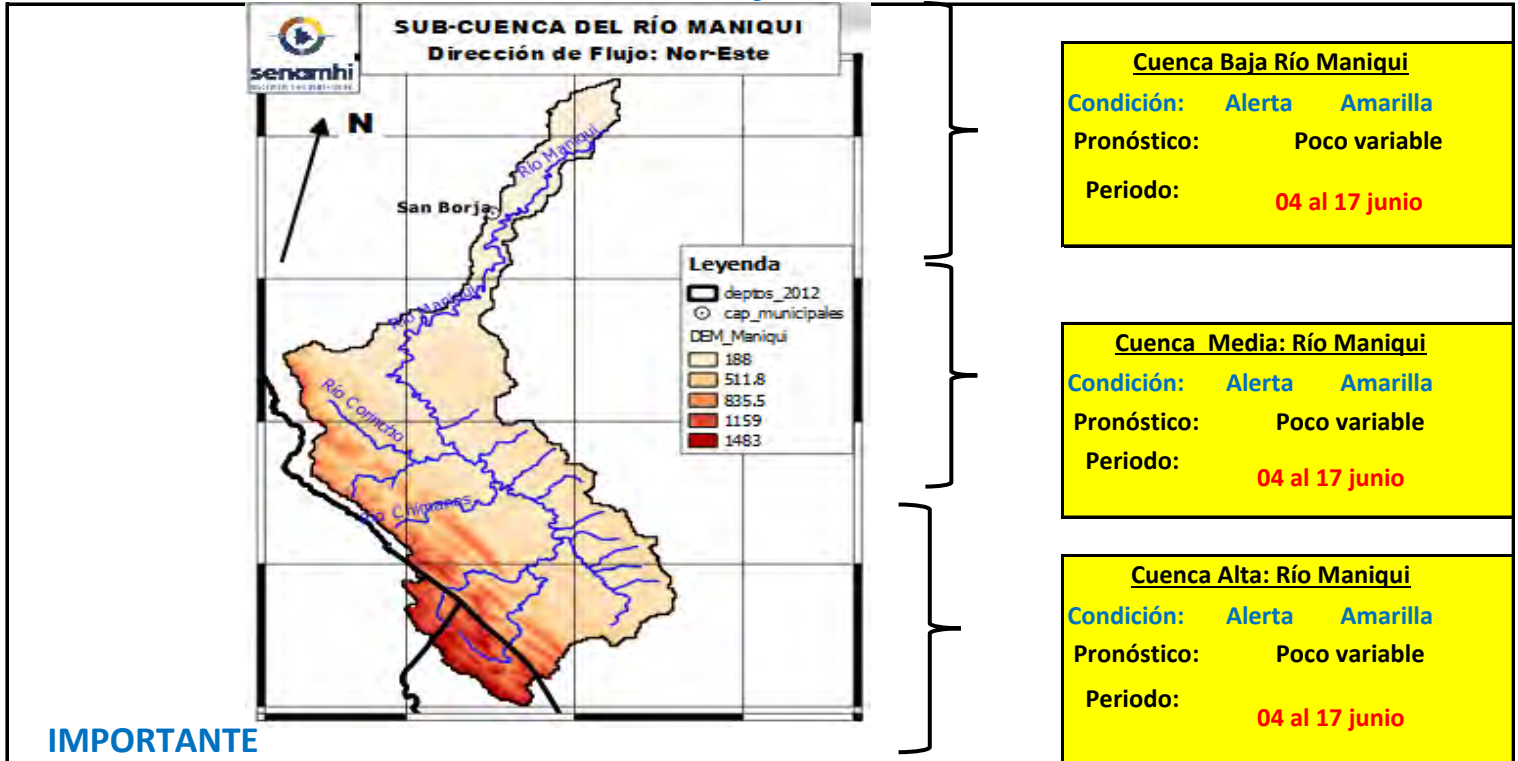 SUB-CUENCA DEL RÍO MANIQUI
Dirección de Flujo: Nor-Este
senamhi
N
Río Maniqui
San Borja
Río Maniqui
Río Chimanes
Leyenda
deptos_2012
cap_municipales
DEM_Maniqui
188
511.8
835.5
1159
1483
Cuenca Baja Río Maniqui
Condición: Alerta Amarilla
Pronóstico: Poco variable
Periodo: 04 al 17 junio
Cuenca Media: Río Maniqui
Condición: Alerta Amarilla
Pronóstico: Poco variable
Periodo: 04 al 17 junio
Cuenca Alta: Río Maniqui
Condición: Alerta Amarilla
Pronóstico: Poco variable
Periodo: 04 al 17 junio
IMPORTANTE